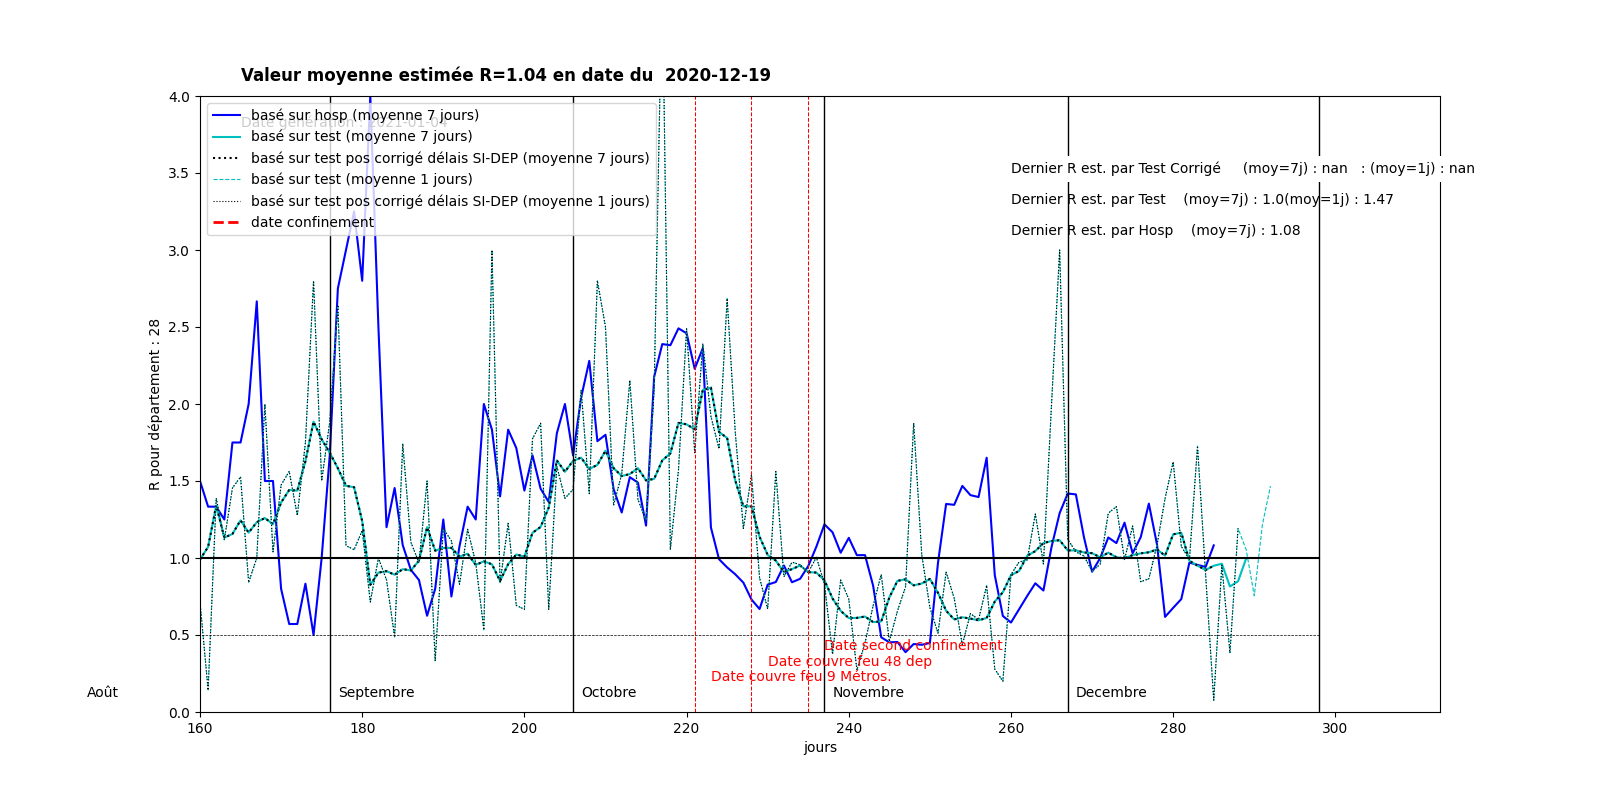 Valeur moyenne estimée R=1.04 en date du  2020-12-19
4.0
3.5
3.0
2.5
2.0
1.5
1.0
0.5
0.0
R pour département : 28
Date génération : 2021-01-04
basé sur hosp (moyenne 7 jours)
basé sur test (moyenne 7 jours)
basé sur test pos corrigé délais SI-DEP (moyenne 7 jours)
basé sur test (moyenne 1 jours)
basé sur test pos corrigé délais SI-DEP (moyenne 1 jours)
date confinement
Dernier R est. par Test Corrigé     (moy=7j) : nan   : (moy=1j) : nan
Dernier R est. par Test    (moy=7j) : 1.0(moy=1j) : 1.47
Dernier R est. par Hosp    (moy=7j) : 1.08
Date second confinement
Date couvre feu 48 dep
Date couvre feu 9 Métros.
Août
Septembre
Octobre
Novembre
Decembre
160
180
200
220
240
260
280
300
jours